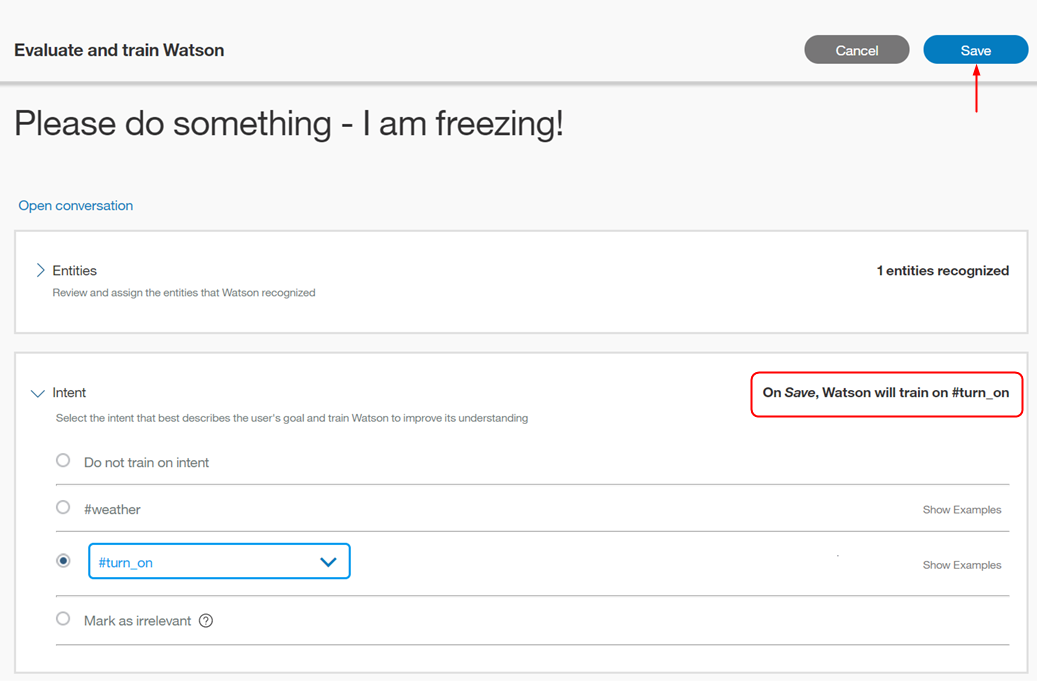 Evaluate and train Watson
Cancel
Save
Please do something - I am freezing!
Open conversation
Entities
1 entities recognized
Review and assign the entities that Watson recognized
Intent
On Save, Watson will train on #turn_on
Select the intent that best describes the user's goal and train Watson to improve its understanding
Do not train on intent
#weather
Show Examples
#turn_on
Show Examples
Mark as irrelevant ?